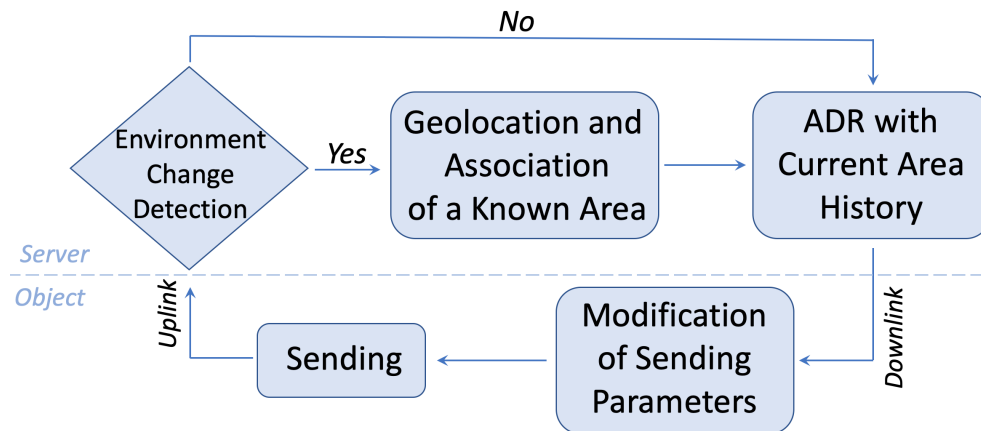 No
Environment
Change
Detection
Yes
Geolocation and
Association
of a Known Area
ADR with
Current Area
History
Server
Object
Uplink
Sending
Modification
of Sending
Parameters
Downlink